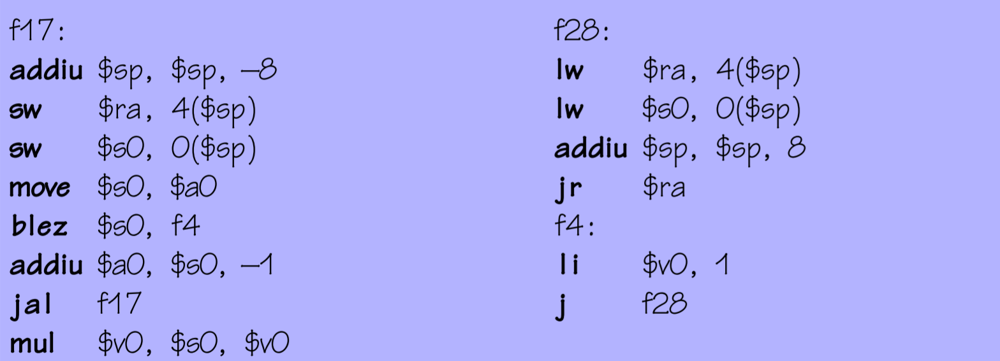 f17:
addiu $sp, $sp, –8
sw $ra, 4($sp)
sw $s0, 0($sp)
move $s0, $a0
blez $s0, f4
addiu $a0, $s0, –1
jal f17
mul $v0, $s0, $v0
f28:
lw $ra, 4($sp)
lw $s0, 0($sp)
addiu $sp, $sp, 8
jr $ra
f4:
li $v0, 1
j f28